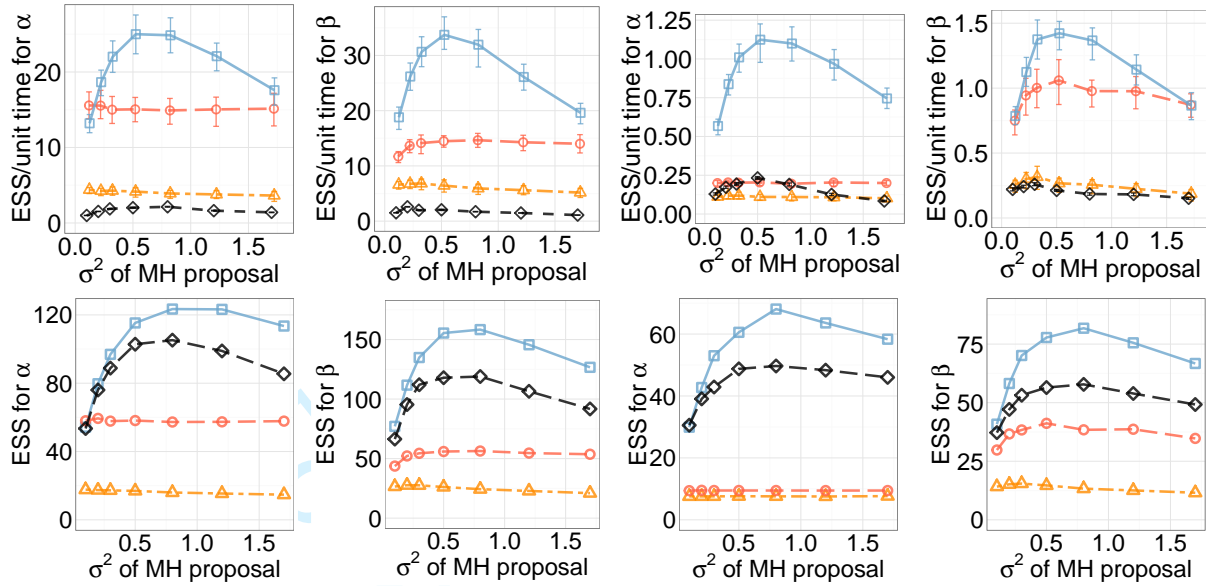 ESS/unit time for α
20
10
0
0.0 0.5 1.0 1.5
σ² of MH proposal
ESS/unit time for β
30
20
10
0
0.0 0.5 1.0 1.5
σ² of MH proposal
ESS/unit time for α
1.25
1.00
0.75
0.50
0.25
0.00
0.0 0.5 1.0 1.5
σ² of MH proposal
ESS/unit time for β
1.5
1.0
0.5
0.0
0.0 0.5 1.0 1.5
σ² of MH proposal
ESS for α
120
80
40
0
0.5 1.0 1.5
σ² of MH proposal
ESS for β
150
100
50
0
0.5 1.0 1.5
σ² of MH proposal
ESS for α
60
40
20
0
0.5 1.0 1.5
σ² of MH proposal
ESS for β
75
50
25
0
0.5 1.0 1.5
σ² of MH proposal